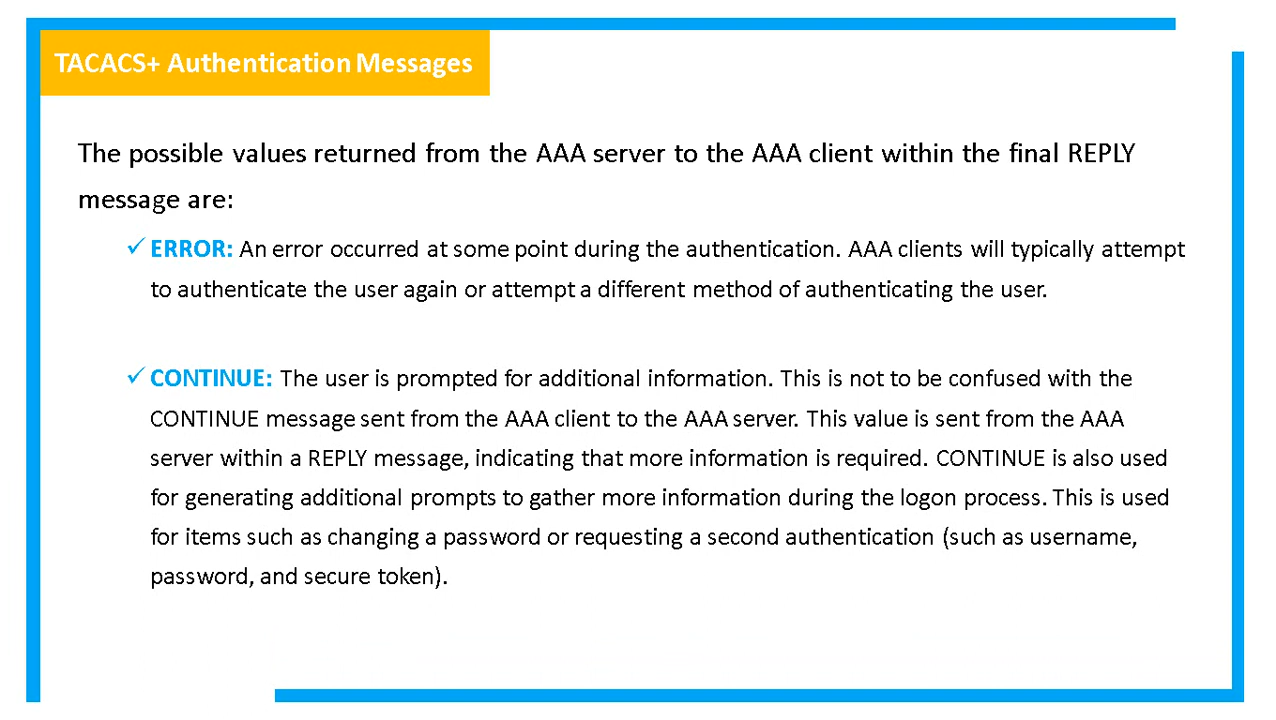 TACACS+ Authentication Messages
The possible values returned from the AAA server to the AAA client within the final REPLY
message are:
✓ ERROR: An error occurred at some point during the authentication. AAA clients will typically attempt
to authenticate the user again or attempt a different method of authenticating the user.
✓ CONTINUE: The user is prompted for additional information. This is not to be confused with the
CONTINUE message sent from the AAA client to the AAA server. This value is sent from the AAA
server within a REPLY message, indicating that more information is required. CONTINUE is also used
for generating additional prompts to gather more information during the logon process. This is used
for items such as changing a password or requesting a second authentication (such as username,
password, and secure token).